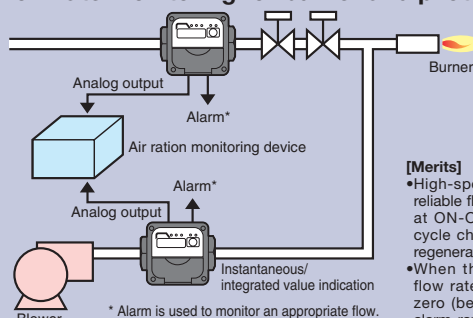 Burner
Analog output
Alarm*
Air ration monitoring device
Alarm*
Analog output
Instantaneous/
integrated value indication
* Alarm is used to monitor an appropriate flow.
[Merits]
•High-spe
reliable fl
at ON-O
cycle ch
regenera
•When th
flow rate
zero (be